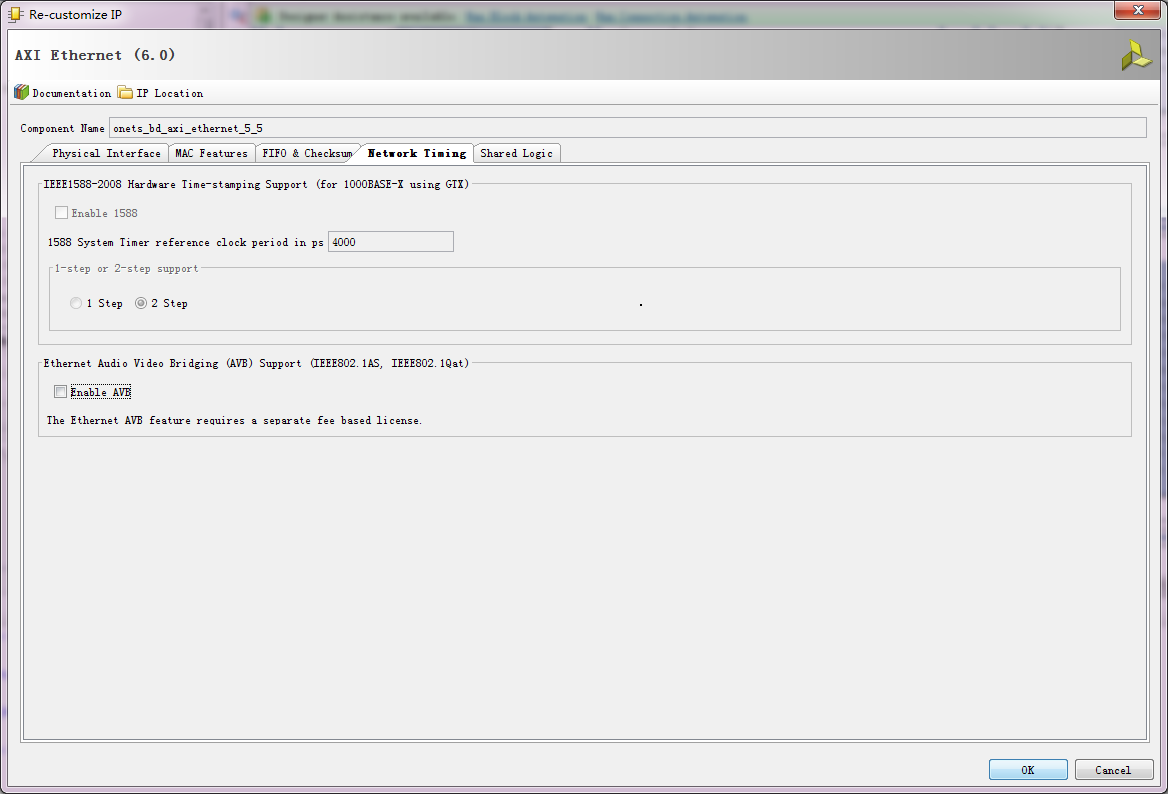 Re-customize IP
AXI Ethernet (6.0)
Documentation IP Location
Component Name onets_bd_axi_ethernet_5_5
Physical Interface MAC Features FIFO & Checksum Network Timing Shared Logic
IEEE1588-2008 Hardware Time-stamping Support (for 1000BASE-X using GTX)
Enable 1588
1588 System Timer reference clock period in ps 4000
1-step or 2-step support
1 Step 2 Step
Ethernet Audio Video Bridging (AVB) Support (IEEE802.1AS, IEEE802.1Qat)
Enable AVB
The Ethernet AVB feature requires a separate fee based license.
OK Cancel